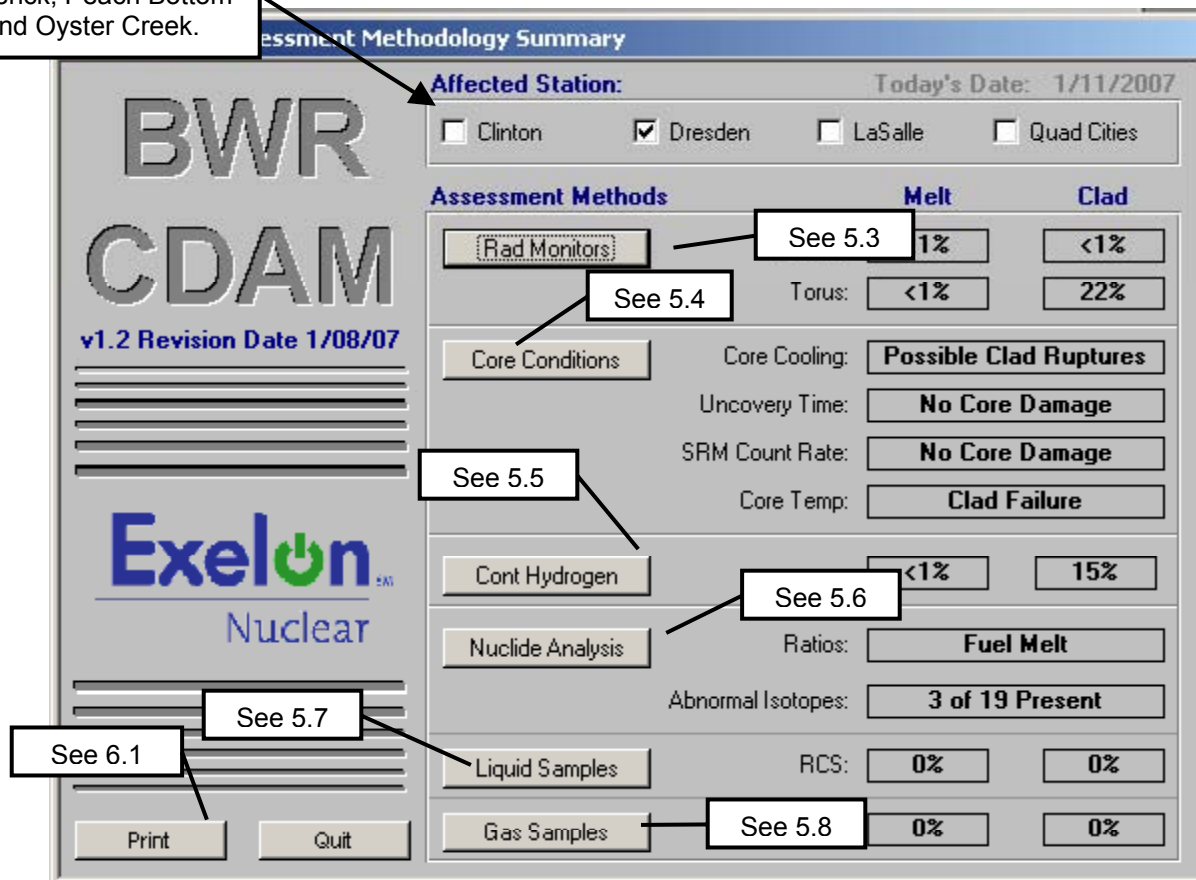 Peach Bottom
nd Oyster Creek.
essment Methodology Summary
BWR
CDAM
v1.2 Revision Date 1/08/07
Exelon
SM
Nuclear
Affected Station: Today's Date: 1/11/2007
Clinton Dresden LaSalle Quad Cities
Assessment Methods Melt Clad
Rad Monitors See 5.3 1% <1%
See 5.4 Torus: <1% 22%
Core Conditions Core Cooling: Possible Clad Ruptures
Uncovery Time: No Core Damage
SRM Count Rate: No Core Damage
See 5.5
Core Temp: Clad Failure
Cont Hydrogen <1% 15%
See 5.6
Nuclide Analysis Ratios: Fuel Melt
Abnormal Isotopes: 3 of 19 Present
See 5.7
See 6.1
Liquid Samples RCS: 0% 0%
Gas Samples See 5.8 0% 0%
Print Quit